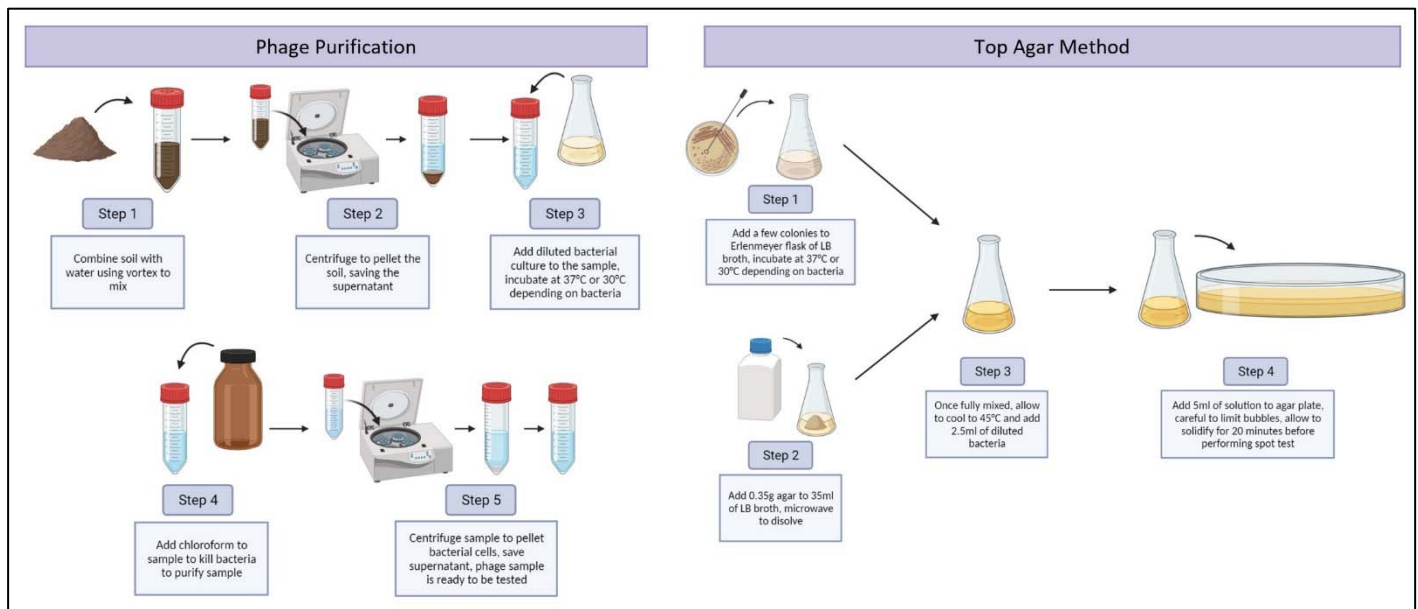 Phage Purification
Step 1
Combine soil with
water using vortex to
mix
Step 2
Centrifuge to pellet the
soil, saving the
supernatant
Step 3
Add diluted bacterial
culture to the sample,
incubate at 37°C or 30°C
depending on bacteria
Step 4
Add chloroform to
sample to kill bacteria
to purify sample
Step 5
Centrifuge sample to pellet
bacterial cells, save
supernatant, phage sample
is ready to be tested
Top Agar Method
Step 1
Add a few colonies to
Erlenmeyer flask of LB
broth, incubate at 37°C or
30°C depending on bacteria
Step 2
Add 0.35g agar to 35ml
of LB broth, microwave
to disolve
Step 3
Once fully mixed, allow
to cool to 45°C and add
2.5ml of diluted
bacteria
Step 4
Add 5ml of solution to agar plate,
careful to limit bubbles, allow to
solidify for 20 minutes before
performing spot test